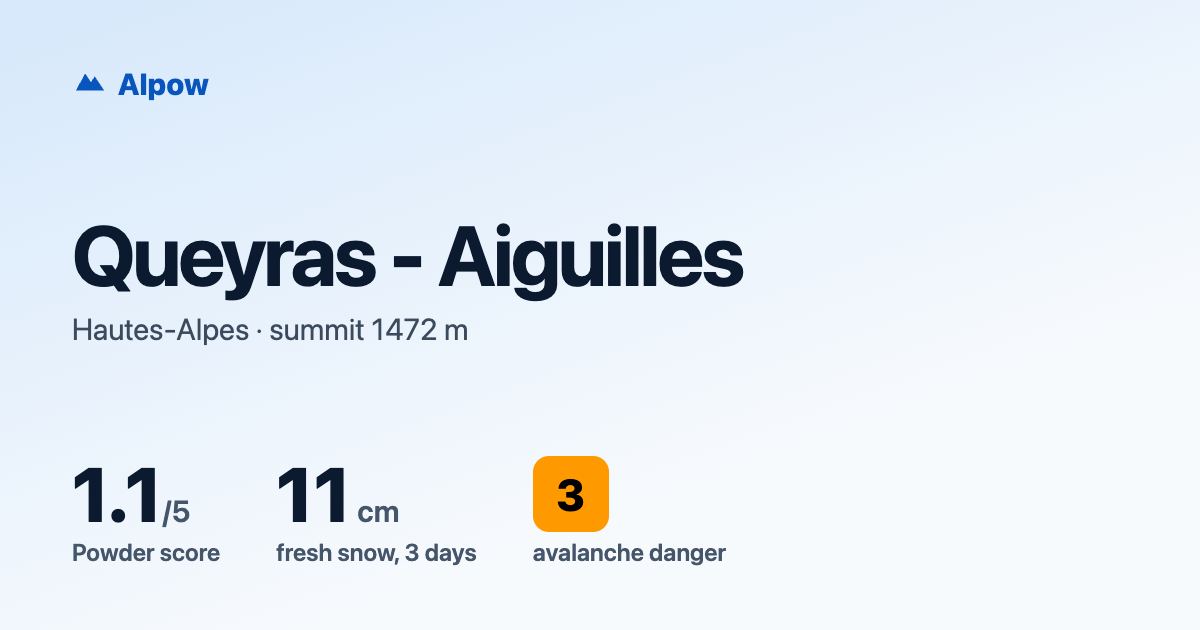 Alpow
Queyras - Aiguilles
Hautes-Alpes · summit 1472 m
1.1/5 11 cm 3
Powder score fresh snow, 3 days avalanche danger